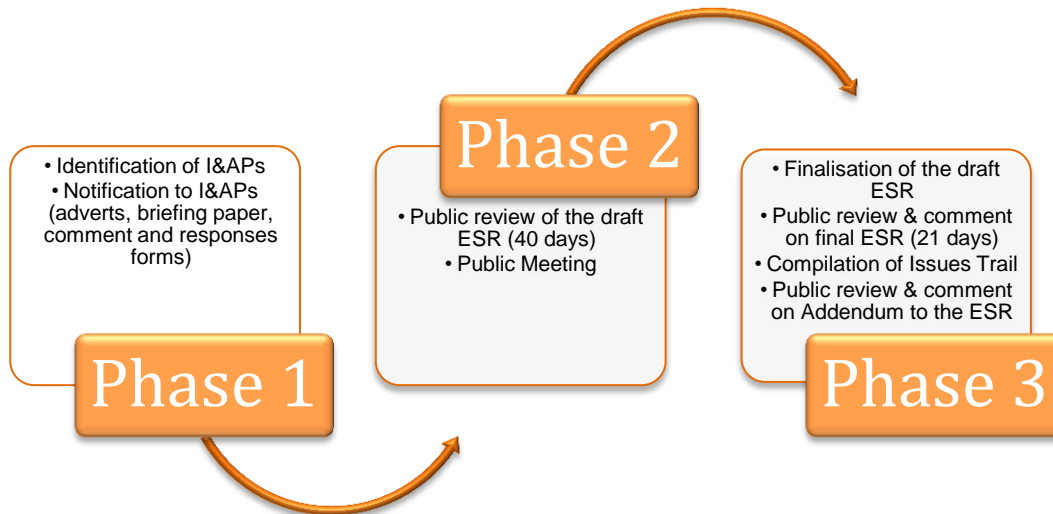 • Identification of I&APs
• Notification to I&APs
(adverts, briefing paper,
comment and responses
forms)
Phase 1
Phase 2
• Public review of the draft
ESR (40 days)
• Public Meeting
• Finalisation of the draft
ESR
• Public review & comment
on final ESR (21 days)
• Compilation of Issues Trail
• Public review & comment
on Addendum to the ESR
Phase 3